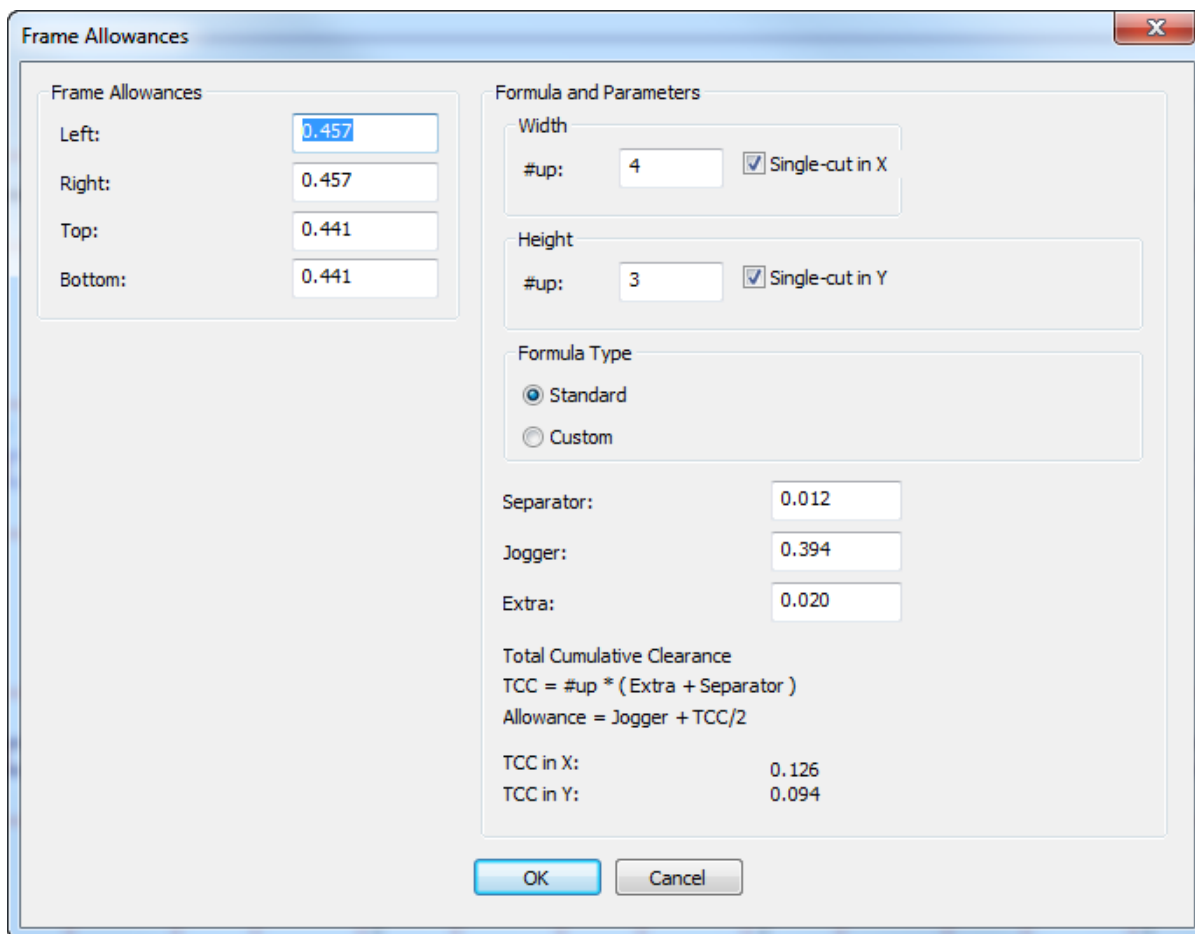 Frame Allowances
Frame Allowances
Left: 0.457
Right: 0.457
Top: 0.441
Bottom: 0.441
Formula and Parameters
Width
#up: 4 Single-cut in X
Height
#up: 3 Single-cut in Y
Formula Type
Standard
Custom
Separator: 0.012
Jogger: 0.394
Extra: 0.020
Total Cumulative Clearance
TCC = #up * ( Extra + Separator )
Allowance = Jogger + TCC/2
TCC in X: 0.126
TCC in Y: 0.094
OK Cancel